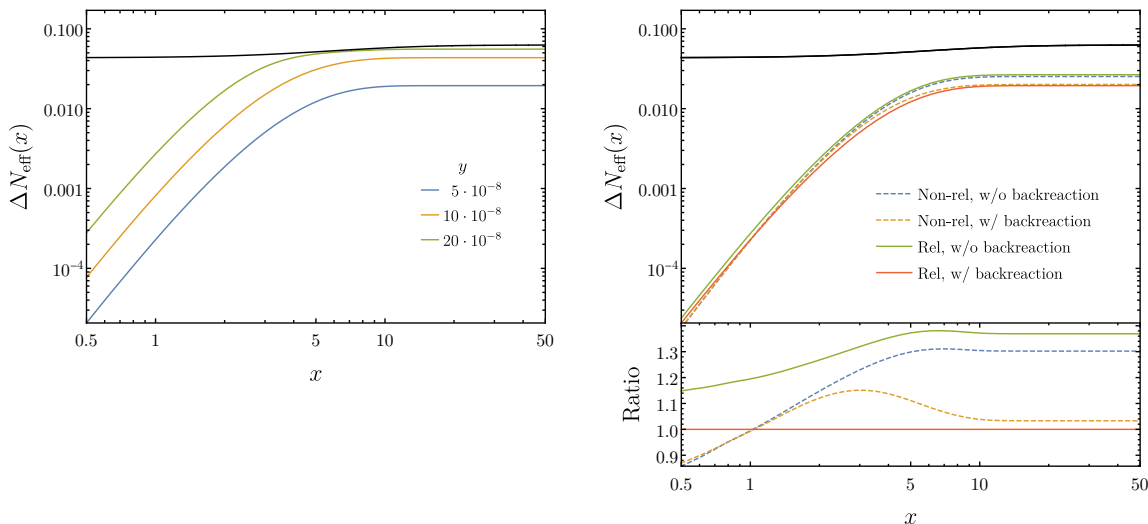 0.100
0.010
0.001
10⁻⁴
ΔN_eff(x)
y
5 · 10⁻⁸
10 · 10⁻⁸
20 · 10⁻⁸
0.5 1 5 10 50
x
0.100
0.010
0.001
10⁻⁴
ΔN_eff(x)
Non-rel, w/o backreaction
Non-rel, w/ backreaction
Rel, w/o backreaction
Rel, w/ backreaction
1.3
1.2
1.1
1.0
0.9
Ratio
0.5 1 5 10 50
x